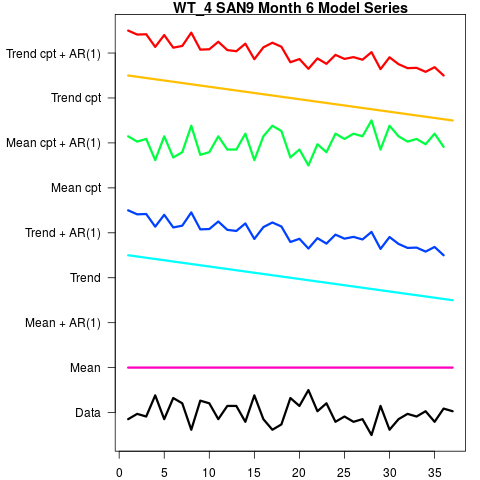 WT_4 SAN9 Month 6 Model Series
Trend cpt + AR(1)
Trend cpt
Mean cpt + AR(1)
Mean cpt
Trend + AR(1)
Trend
Mean + AR(1)
Mean
Data
0 5 10 15 20 25 30 35